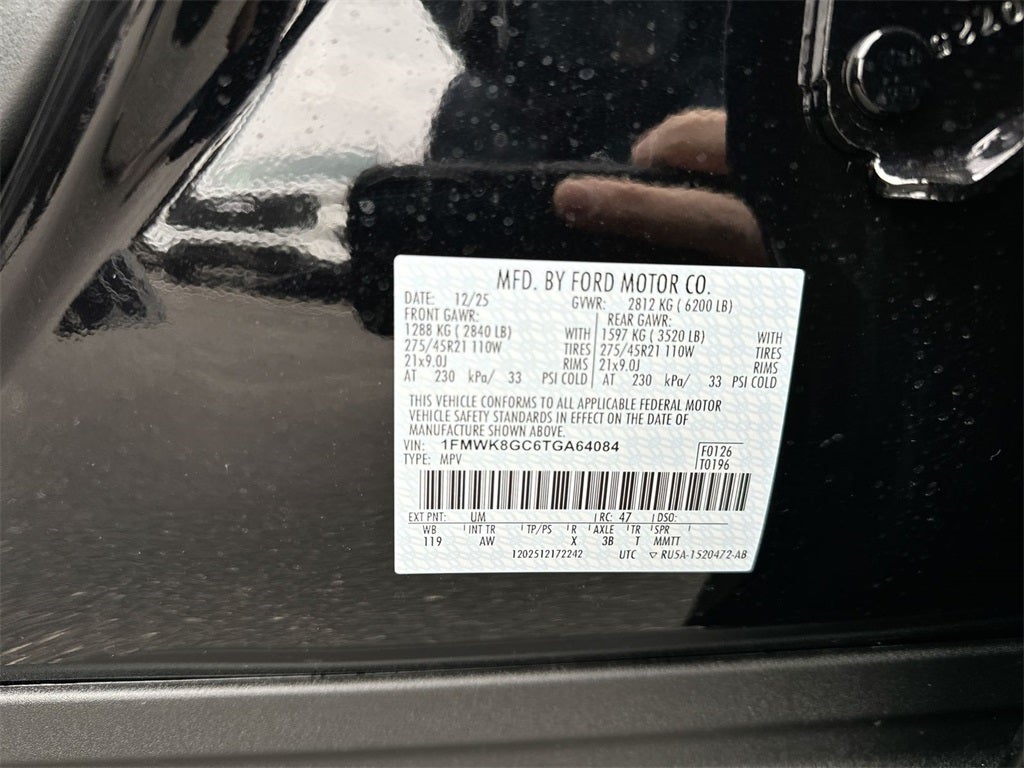 MFD. BY FORD MOTOR CO.
DATE: 12/25 GVWR: 2812 KG ( 6200 LB)
FRONT GAWR: REAR GAWR:
1288 KG ( 2840 LB) WITH 1597 KG ( 3520 LB) WITH
275/45R21 110W TIRES 275/45R21 110W TIRES
21x9.0J RIMS 21x9.0J RIMS
AT 230 kPa/ 33 PSI COLD AT 230 kPa/ 33 PSI COLD
THIS VEHICLE CONFORMS TO ALL APPLICABLE FEDERAL MOTOR
VEHICLE SAFETY STANDARDS IN EFFECT ON THE DATE OF
MANUFACTURE SHOWN ABOVE.
VIN: 1FMWK8GC6TGA64084 F0126
TYPE: MPV T0196
EXT PNT: UM RC: 47 DSO:
WB INT TR TP/PS R AXLE TR SPR
119 AW X 3B T MMTT
1202512172242 UTC ▽ RU5A-1520472-AB